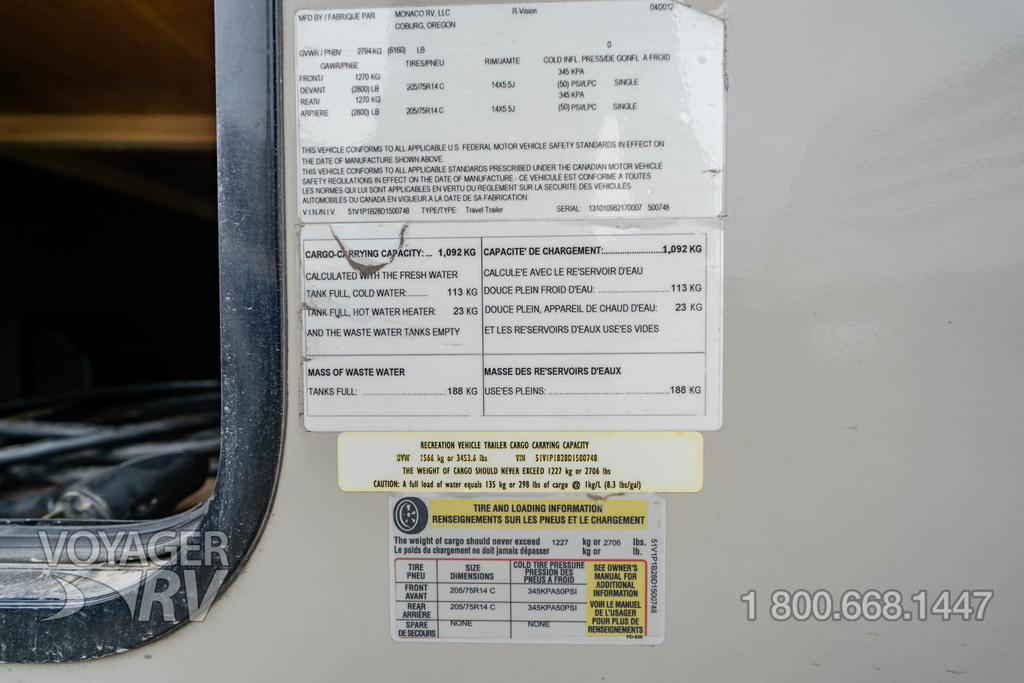 MFD BY / FABRIQUE PAR MONACO RV, LLC R-Vision 04/2012
COBURG, OREGON
GVWR / PNBV: 2794 KG (6160) LB 0
GAWR/PNBE TIRES/PNEU RIM/JAMTE COLD INFL PRESS/DE GONFL A FROID
FRONT/ 1270 KG 345 KPA
DEVANT (2800) LB 205/75R14 C 14X5.5J (50) PSI/LPC SINGLE
REAR/ 1270 KG 345 KPA
ARRIERE (2800) LB 205/75R14 C 14X5.5J (50) PSI/LPC SINGLE
THIS VEHICLE CONFORMS TO ALL APPLICABLE U.S. FEDERAL MOTOR VEHICLE SAFETY STANDARDS IN EFFECT ON
THE DATE OF MANUFACTURE SHOWN ABOVE.
THIS VEHICLE CONFORMS TO ALL APPLICABLE STANDARDS PRESCRIBED UNDER THE CANADIAN MOTOR VEHICLE
SAFETY REGULATIONS IN EFFECT ON THE DATE OF MANUFACTURE - CE VEHICULE EST CONFORME A TOUTES
LES NORMES QUI LUI SONT APPLICABLES EN VERTU DU REGLEMENT SUR LA SECURITE DES VEHICULES
AUTOMOBILES DU CANADA EN VIGUEUR A LA DATE DE SA FABRICATION.
V.I.N./N.I.V. 51V1P1B28D1500748 TYPE/TYPE: Travel Trailer SERIAL: 131010982170007 500748
CARGO-CARRYING CAPACITY: ... 1,092 KG
CALCULATED WITH THE FRESH WATER
TANK FULL, COLD WATER:........ 113 KG
TANK FULL, HOT WATER HEATER: 23 KG
AND THE WASTE WATER TANKS EMPTY
CAPACITE' DE CHARGEMENT:......................1,092 KG
CALCULE'E AVEC LE RE'SERVOIR D'EAU
DOUCE PLEIN FROID D'EAU: ......................... 113 KG
DOUCE PLEIN, APPAREIL DE CHAUD D'EAU: 23 KG
ET LES RE'SERVOIRS D'EAUX USE'ES VIDES
MASS OF WASTE WATER
TANKS FULL: ................................188 KG
MASSE DES RE'SERVOIRS D'EAUX
USE'ES PLEINS: ............................................188 KG
RECREATION VEHICLE TRAILER CARGO CARRYING CAPACITY
UVW 1566 kg or 3453.6 lbs VIN 51V1P1B28D1500748
THE WEIGHT OF CARGO SHOULD NEVER EXCEED 1227 kg or 2706 lbs
CAUTION: A full load of water equals 135 kg or 298 lbs of cargo @ 1kg/L (8.3 lbs/gal)
TIRE AND LOADING INFORMATION
RENSEIGNEMENTS SUR LES PNEUS ET LE CHARGEMENT
The weight of cargo should never exceed 1227 kg or 2706 lbs.
Le poids du chargement ne doit jamais dépasser kg or lb.
TIRE SIZE COLD TIRE PRESSURE
PNEU DIMENSIONS PRESSION DES
PNEUS A FROID
FRONT
AVANT 205/75R14 C 345KPA50PSI
REAR
ARRIÈRE 205/75R14 C 345KPA50PSI
SPARE
DE SECOURS NONE NONE
SEE OWNER'S
MANUAL FOR
ADDITIONAL
INFORMATION
VOIR LE MANUEL
DE L'USAGER
POUR PLUS DE
RENSEIGNEMENTS
51V1P1B28D1500748
VOYAGER
RV
1 800.668.1447